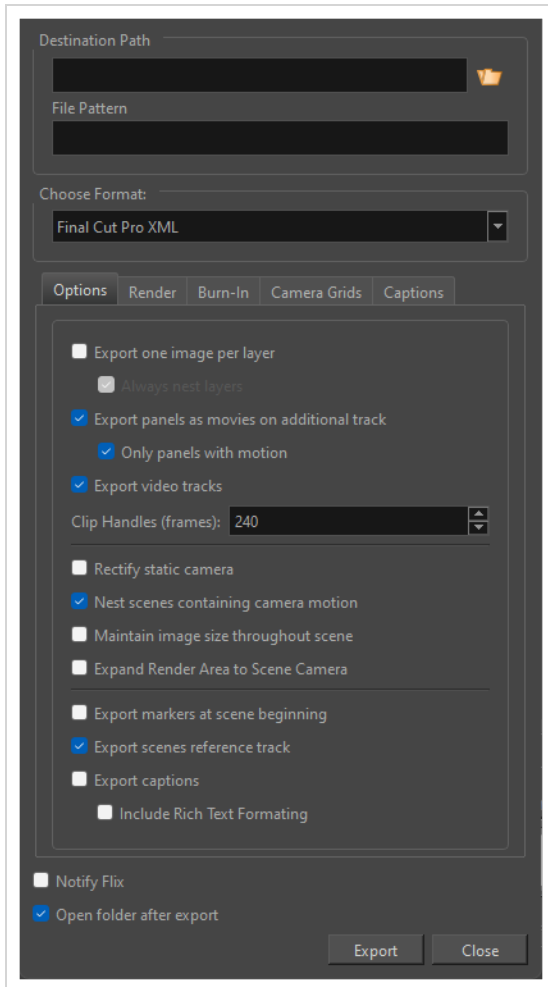 Destination Path
File Pattern
Choose Format:
Final Cut Pro XML
Options Render Burn-In Camera Grids Captions
Export one image per layer
Always nest layers
Export panels as movies on additional track
Only panels with motion
Export video tracks
Clip Handles (frames): 240
Rectify static camera
Nest scenes containing camera motion
Maintain image size throughout scene
Expand Render Area to Scene Camera
Export markers at scene beginning
Export scenes reference track
Export captions
Include Rich Text Formating
Notify Flix
Open folder after export
Export Close